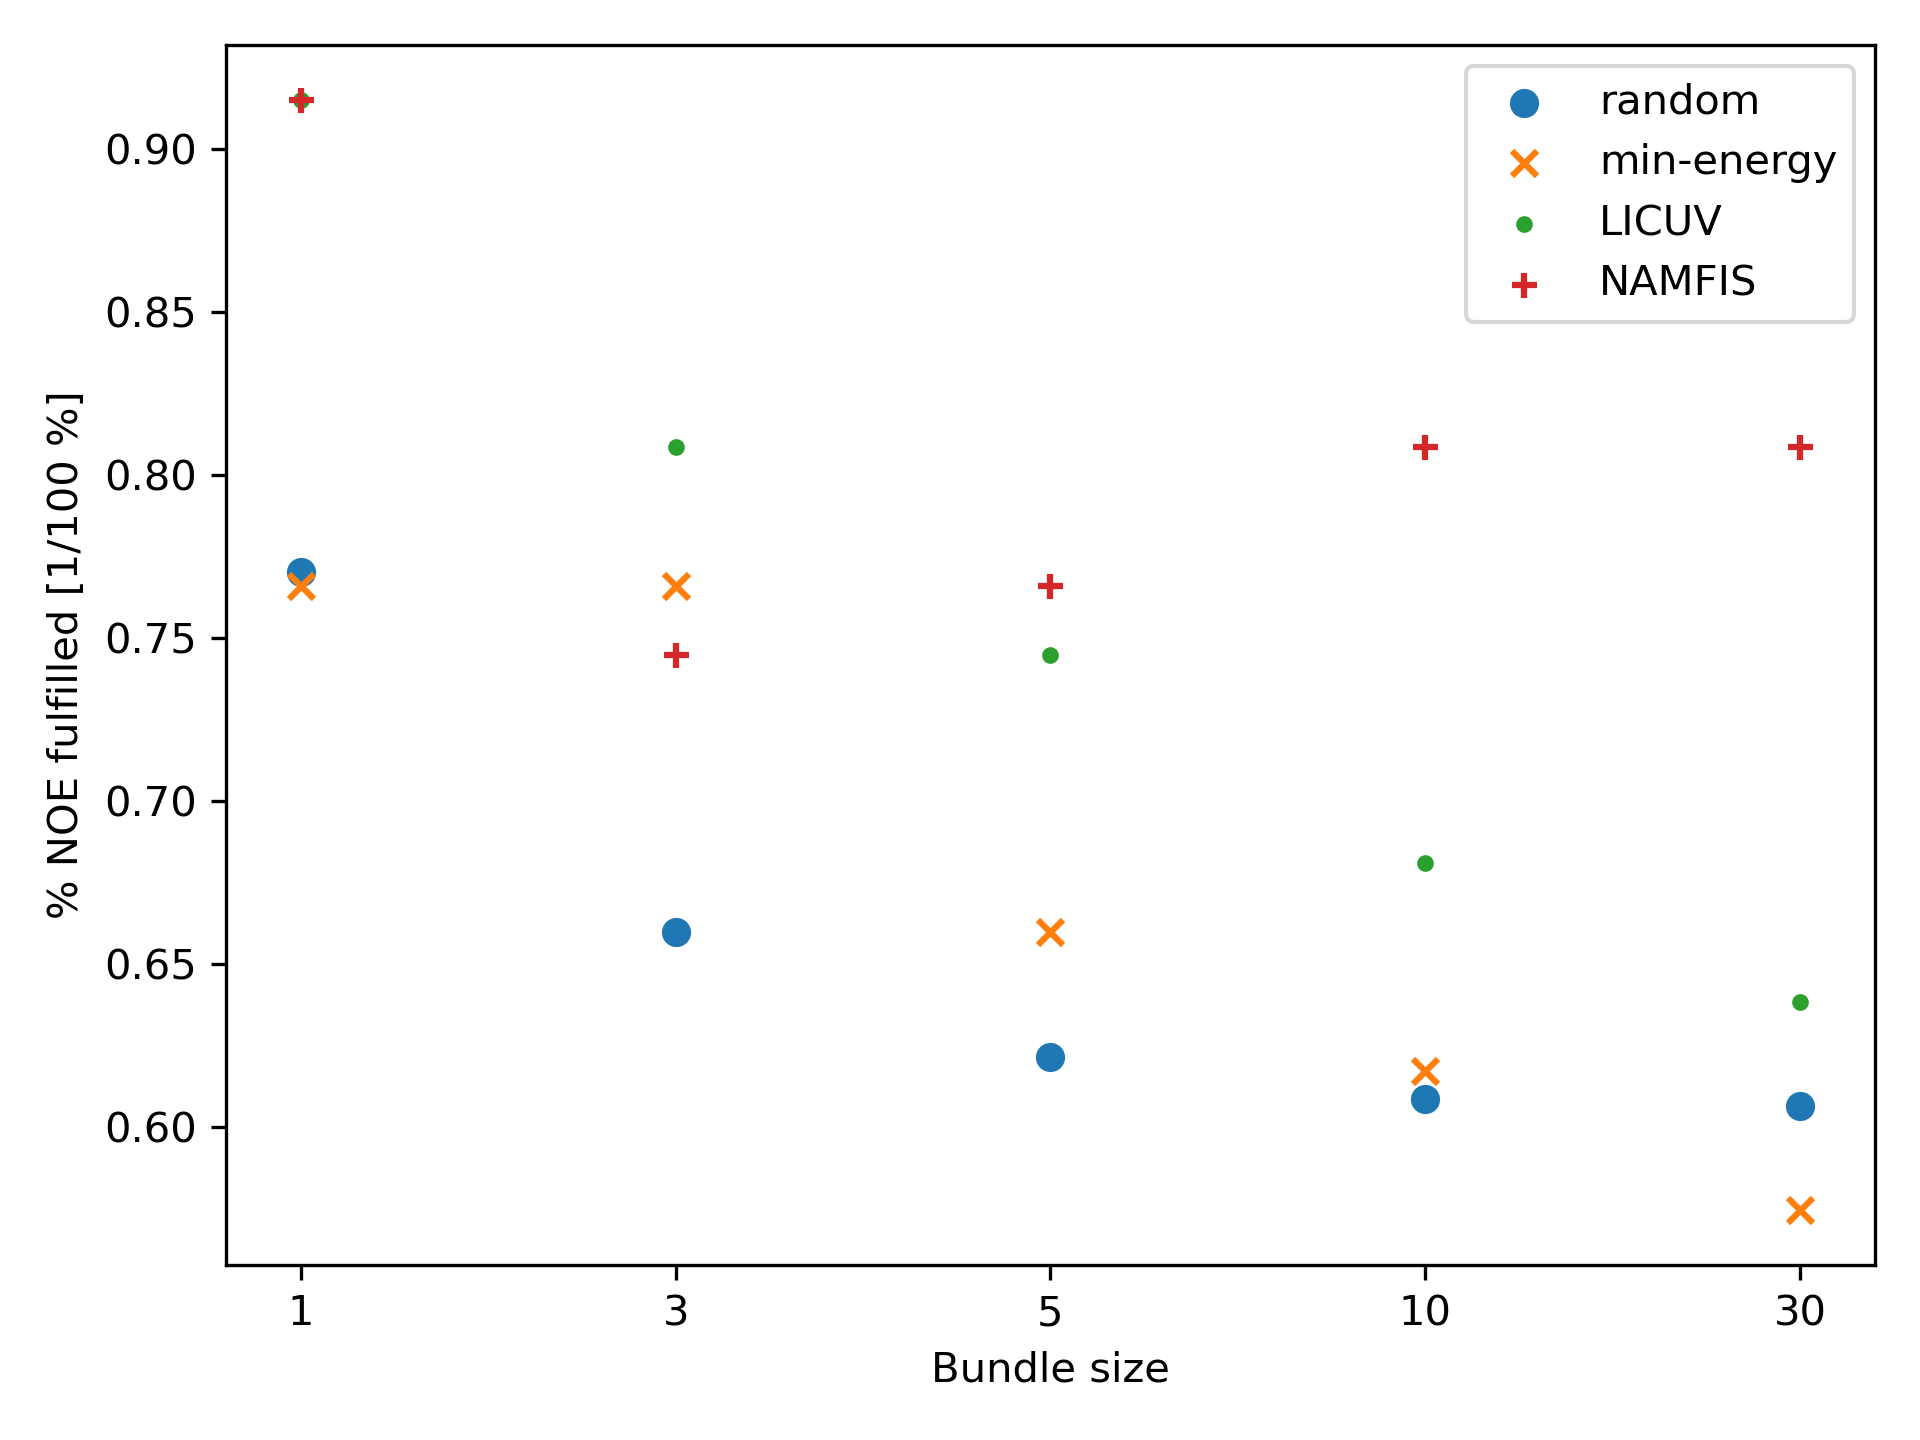 random
min-energy
LICUV
NAMFIS
0.90
0.85
0.80
0.75
0.70
0.65
0.60
% NOE fulfilled [1/100 %]
1 3 5 10 30
Bundle size